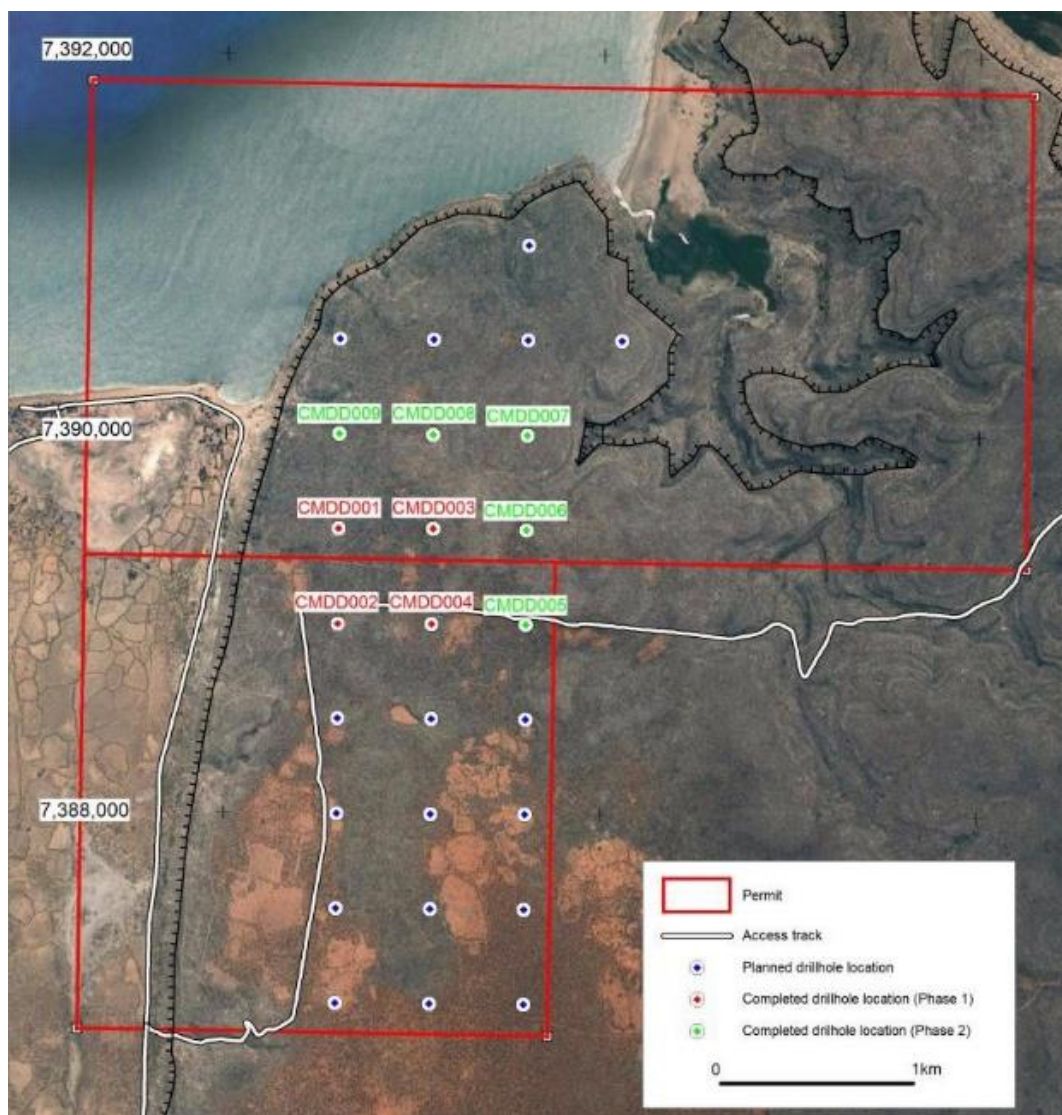 7,392,000
CMDD009 CMDD008 CMDD007
7,390,000
CMDD001 CMDD003 CMDD006
CMDD002 CMDD004 CMDD005
7,388,000
Permit
Access track
Planned drillhole location
Completed drillhole location (Phase 1)
Completed drilhole location (Phase 2)
0 1km